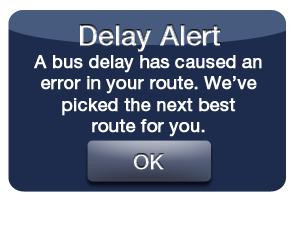 Delay Alert
A bus delay has caused an
error in your route. We’ve
picked the next best
route for you.
OK